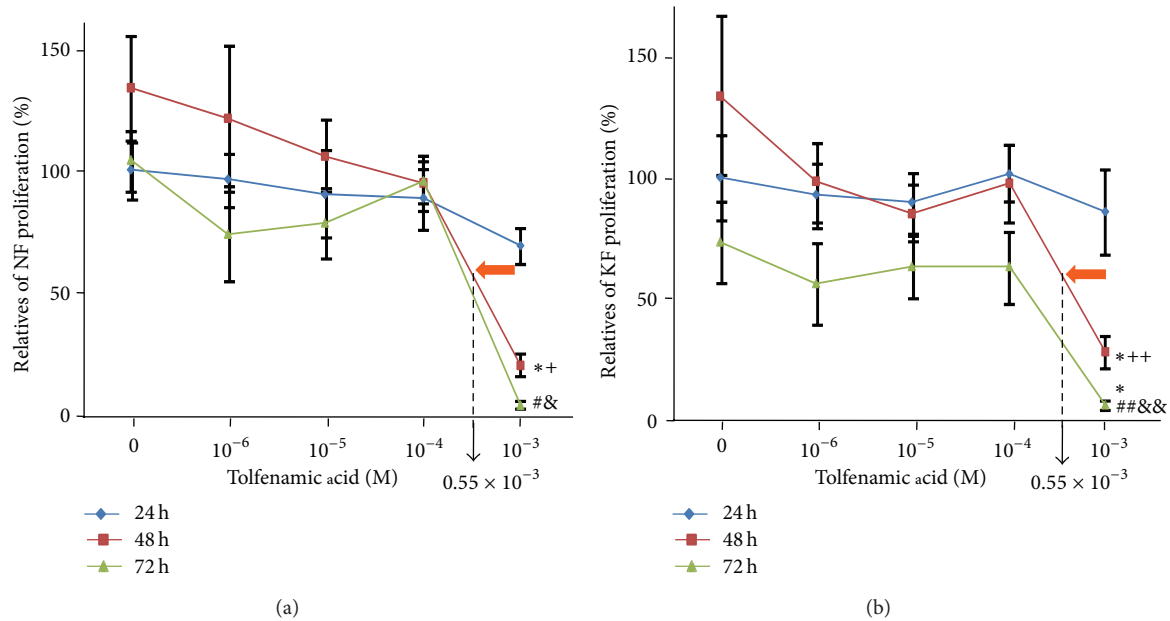 150
100
50
0
Relatives of NF proliferation (%)
0
10⁻⁶
10⁻⁵
10⁻⁴
10⁻³
Tolfenamic acid (M)
0.55 × 10⁻³
*+
#&
24 h
48 h
72 h
(a)
150
100
50
0
Relatives of KF proliferation (%)
0
10⁻⁶
10⁻⁵
10⁻⁴
10⁻³
Tolfenamic acid (M)
0.55 × 10⁻³
*++
*
##&&
24 h
48 h
72 h
(b)